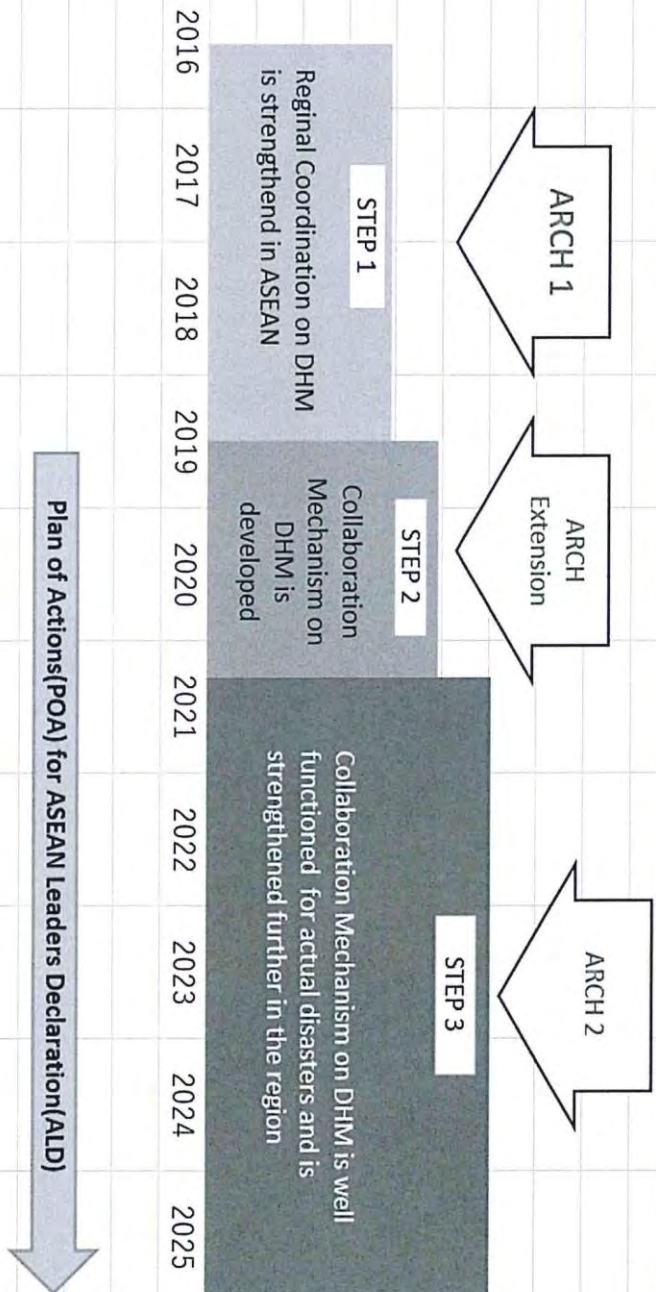 ARCH 1
ARCH
Extension
ARCH 2
STEP 1
Reginal Coordination on DHM
is strengthend in ASEAN
STEP 2
Collaboration
Mechanism on
DHM is
developed
STEP 3
Collaboration Mechanism on DHM is well
functioned for actual disasters and is
strengthened further in the region
2016 2017 2018 2019 2020 2021 2022 2023 2024 2025
Plan of Actions(POA) for ASEAN Leaders Declaration(ALD)